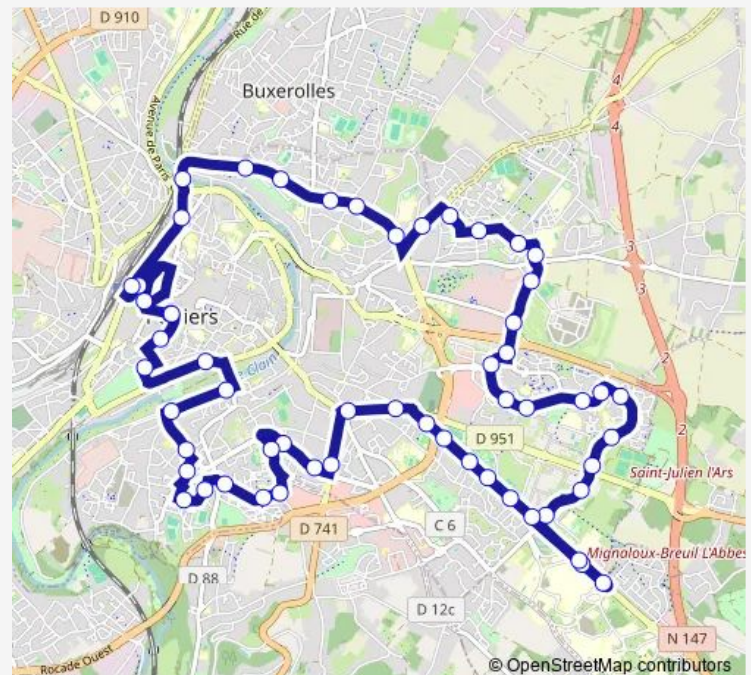 D 910
Rue de
Buxerolles
Avenue de Paris
4
4
3
3
iers
2
Clain
D 951
2
Saint-Julien l'Ars
D 741
C 6
Mignaloux-Breuil L'Abbes
D 88
D 12c
N 147
Rocade Ouest
© OpenStreetMap contributors